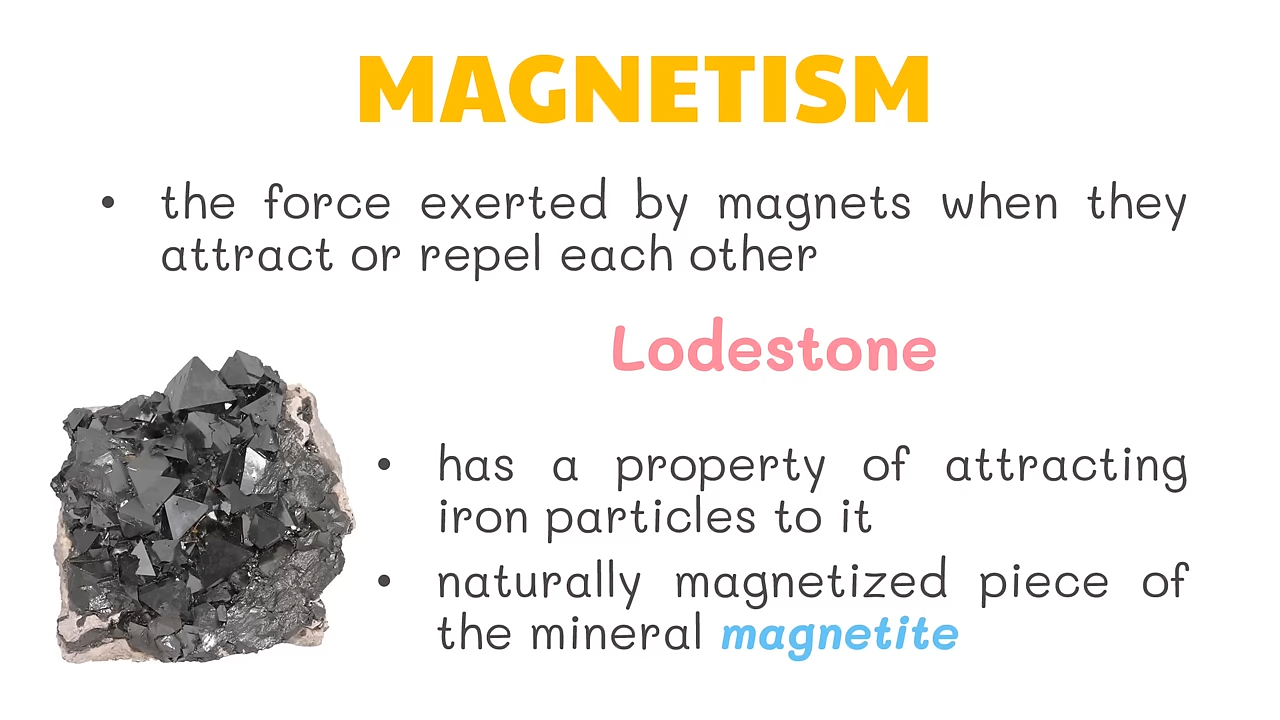 MAGNETISM
• the force exerted by magnets when they
attract or repel each other
Lodestone
• has a property of attracting
iron particles to it
• naturally magnetized piece of
the mineral magnetite